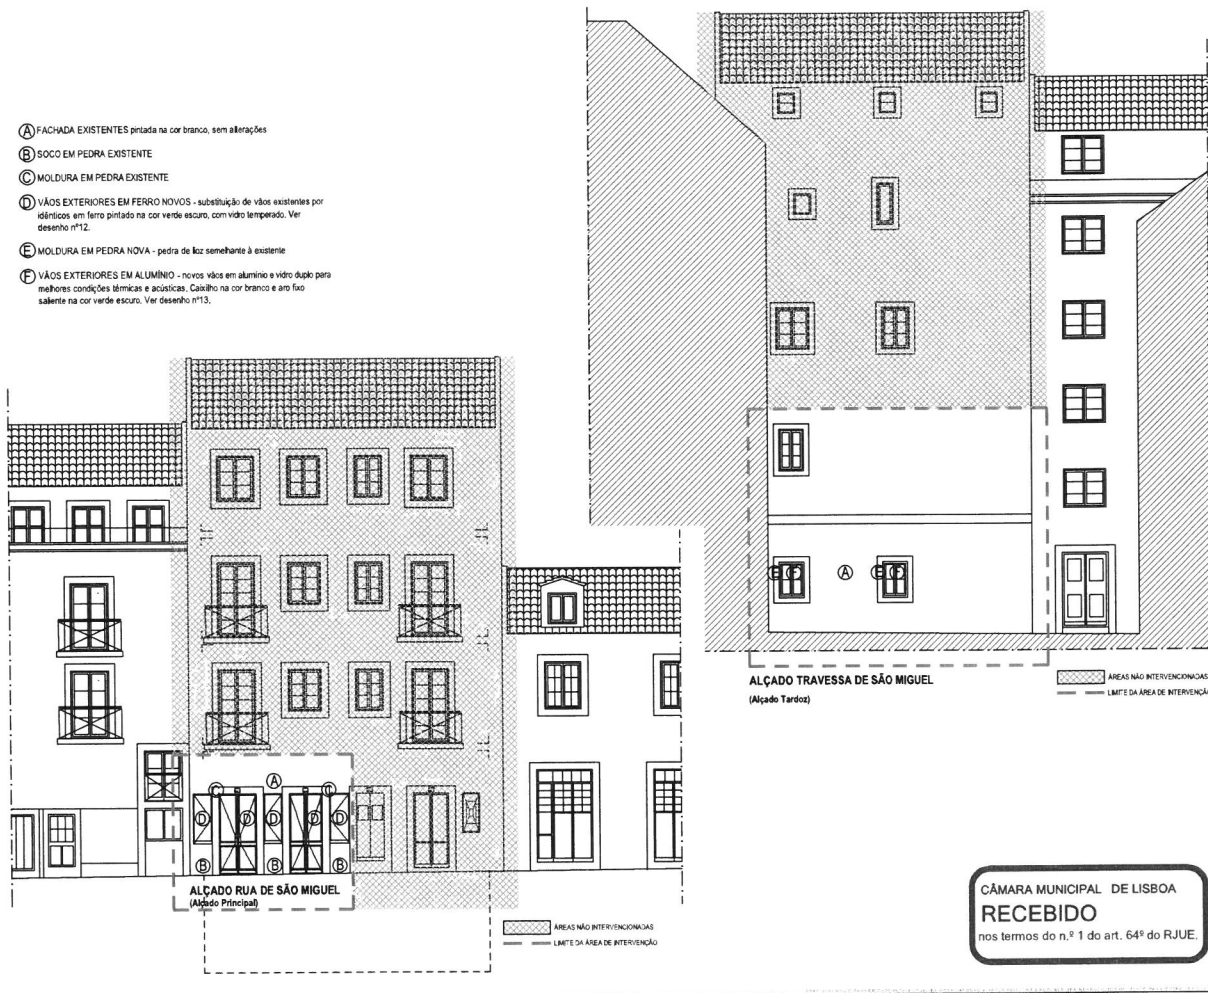 A FACHADA EXISTENTES pintada na cor branco, sem alterações
B SOCO EM PEDRA EXISTENTE
C MOLDURA EM PEDRA EXISTENTE
D VÃOS EXTERIORES EM FERRO NOVOS - substituição de vãos existentes por
idênticos em ferro pintado na cor verde escuro, com vidro temperado. Ver
desenho nº12.
E MOLDURA EM PEDRA NOVA - pedra de lioz semelhante à existente
F VÃOS EXTERIORES EM ALUMÍNIO - novos vãos em alumínio e vidro duplo para
melhores condições térmicas e acústicas. Caixilho na cor branco e aro fixo
saliente na cor verde escuro. Ver desenho nº13.
E F A E F
ALÇADO TRAVESSA DE SÃO MIGUEL
(Alçado Tardoz)
ÁREAS NÃO INTERVENCIONADAS
LIMITE DA ÁREA DE INTERVENÇÃO
A
C C
D D D D D
B B B
ALÇADO RUA DE SÃO MIGUEL
(Alçado Principal)
ÁREAS NÃO INTERVENCIONADAS
LIMITE DA ÁREA DE INTERVENÇÃO
CÂMARA MUNICIPAL DE LISBOA
RECEBIDO
nos termos do n.º 1 do art. 64º do RJUE.